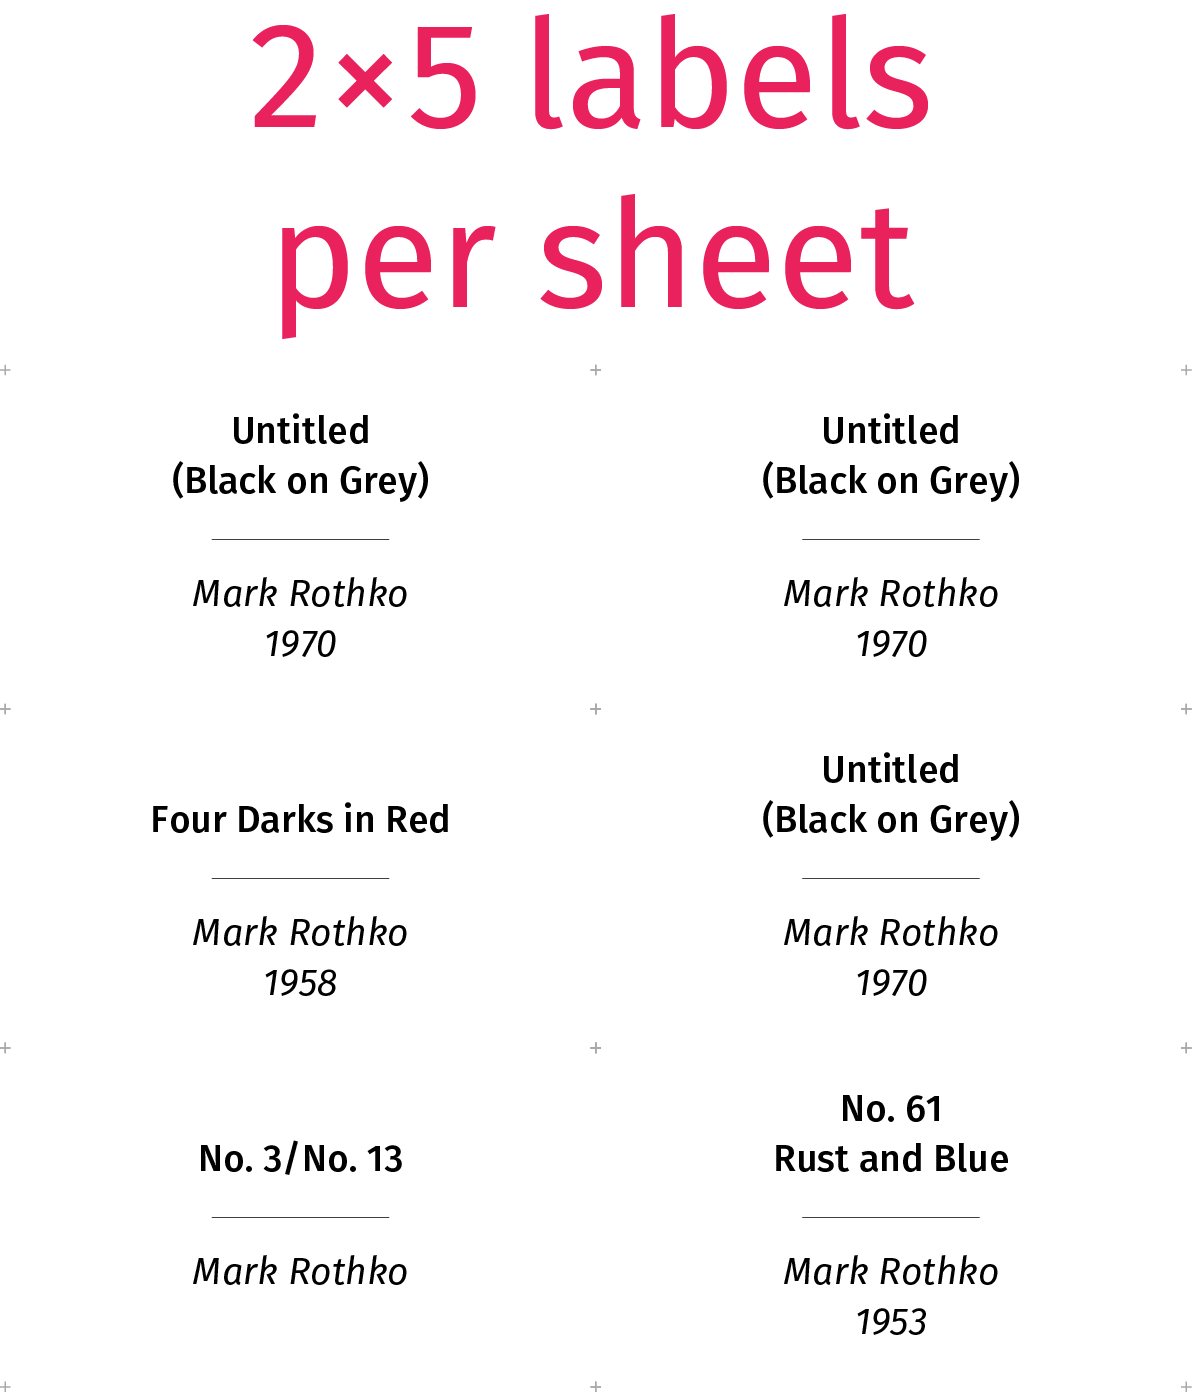 2×5 labels
per sheet
Untitled
(Black on Grey)
Mark Rothko
1970
Untitled
(Black on Grey)
Mark Rothko
1970
Four Darks in Red
Mark Rothko
1958
Untitled
(Black on Grey)
Mark Rothko
1970
No. 3/No. 13
Mark Rothko
No. 61
Rust and Blue
Mark Rothko
1953